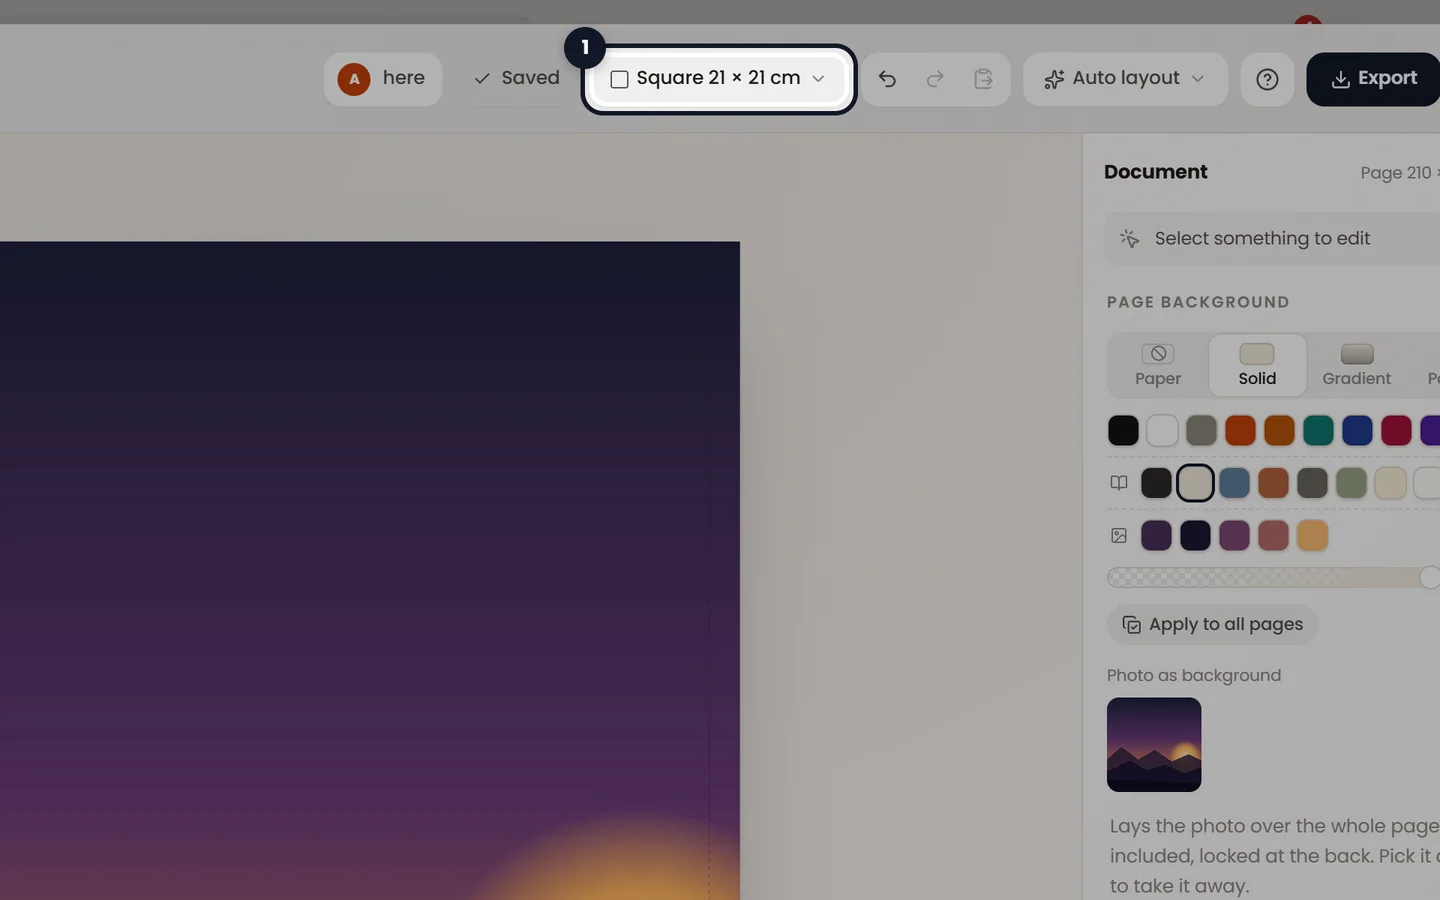 1
A here
Saved
Square 21 × 21 cm
Auto layout
Export
Document
Page 210
Select something to edit
PAGE BACKGROUND
Paper
Solid
Gradient
Apply to all pages
Photo as background
Lays the photo over the whole page
included, locked at the back. Pick it
to take it away.